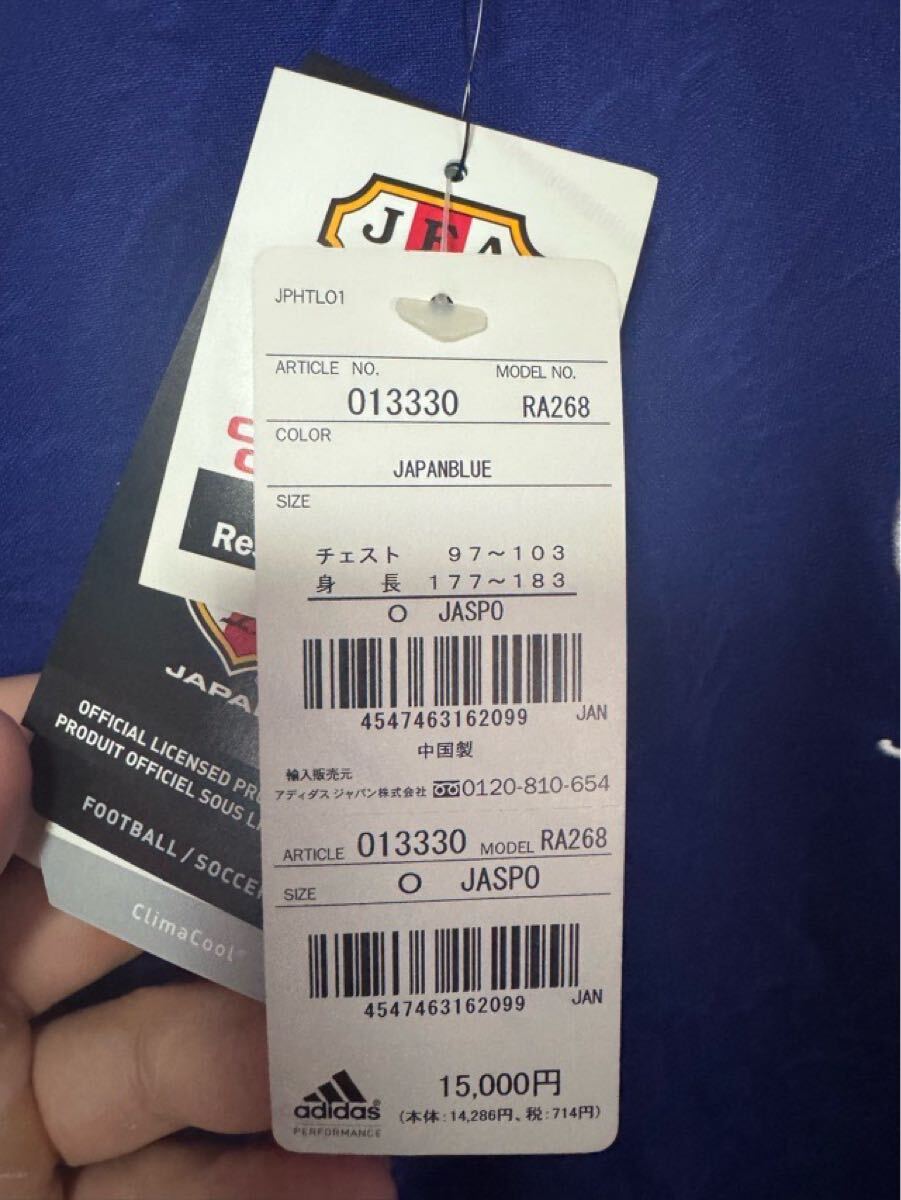 JFA
JPHTL01
ARTICLE NO.
MODEL NO.
013330
RA268
COLOR
JAPANBLUE
SIZE
チェスト 97〜103
身 長 177〜183
O JASPO
4547463162099 JAN
中国製
輸入販売元
アディダス ジャパン株式会社 0120-810-654
ARTICLE 013330 MODEL RA268
SIZE O JASPO
4547463162099 JAN
adidas
PERFORMANCE
15,000円
(本体:14,286円、税:714円)
OFFICIAL LICENSED
PRODUIT OFFICIEL SOUS
FOOTBALL/SOCCER
ClimaCool